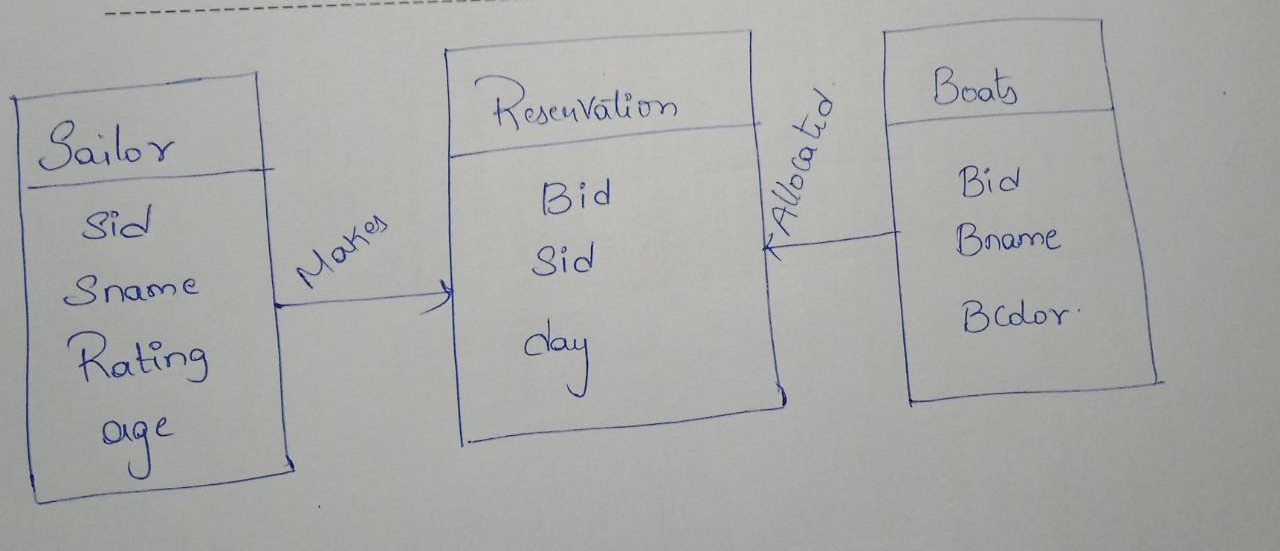 Sailor
Sid
Sname
Rating
age
Makes
Reservation
Bid
Sid
day
Allocated
Boats
Bid
Bname
Bcolor